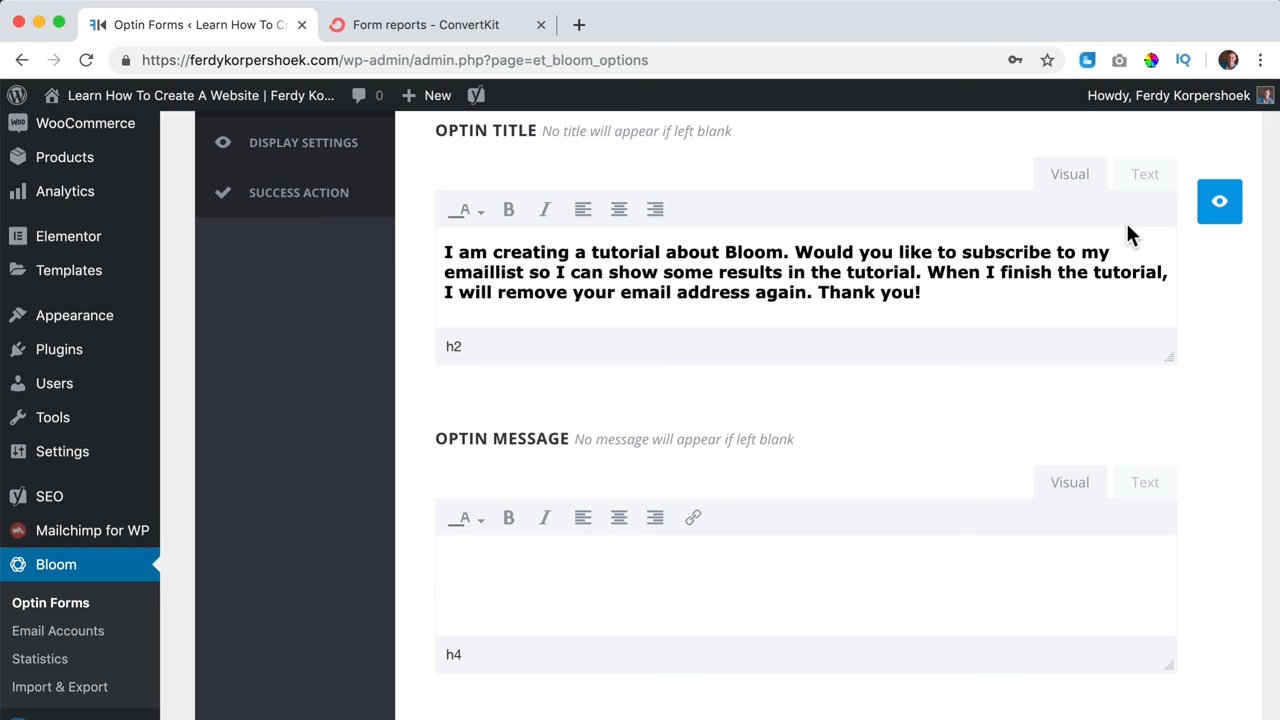 Optin Forms ‹ Learn How To Cr
Form reports - ConvertKit
https://ferdykorpershoek.com/wp-admin/admin.php?page=et_bloom_options
IQ
Learn How To Create A Website | Ferdy Ko...
0
New
Howdy, Ferdy Korpershoek
WooCommerce
Products
Analytics
Elementor
Templates
Appearance
Plugins
Users
Tools
Settings
SEO
Mailchimp for WP
Bloom
Optin Forms
Email Accounts
Statistics
Import & Export
DISPLAY SETTINGS
SUCCESS ACTION
OPTIN TITLE No title will appear if left blank
Visual Text
A B I
I am creating a tutorial about Bloom. Would you like to subscribe to my
emaillist so I can show some results in the tutorial. When I finish the tutorial,
I will remove your email address again. Thank you!
h2
OPTIN MESSAGE No message will appear if left blank
Visual Text
A B I
h4